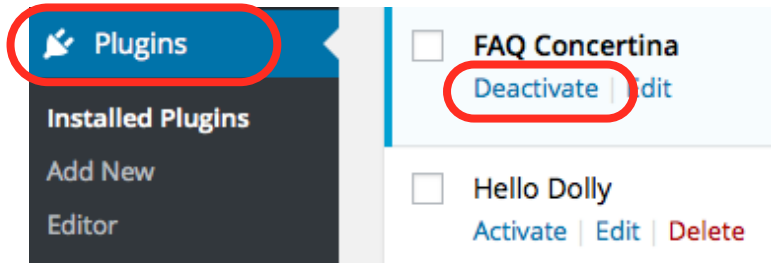 Plugins
Installed Plugins
Add New
Editor
FAQ Concertina
Deactivate | Edit
Hello Dolly
Activate | Edit | Delete